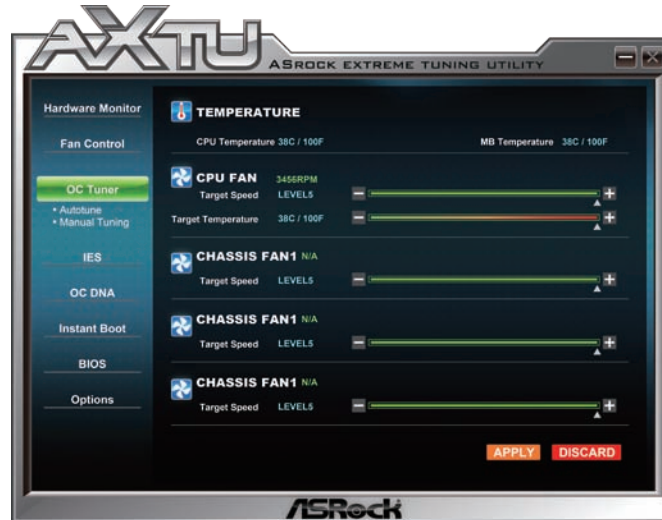 AXTU
ASROCK EXTREME TUNING UTILITY
Hardware Monitor
Fan Control
OC Tuner
• Autotune
• Manual Tuning
IES
OC DNA
Instant Boot
BIOS
Options
TEMPERATURE
CPU Temperature 38C / 100F
MB Temperature 38C / 100F
CPU FAN 3456RPM
Target Speed LEVEL5
Target Temperature 38C / 100F
CHASSIS FAN1 N/A
Target Speed LEVEL5
CHASSIS FAN1 N/A
Target Speed LEVEL5
CHASSIS FAN1 N/A
Target Speed LEVEL5
APPLY DISCARD
ASRock